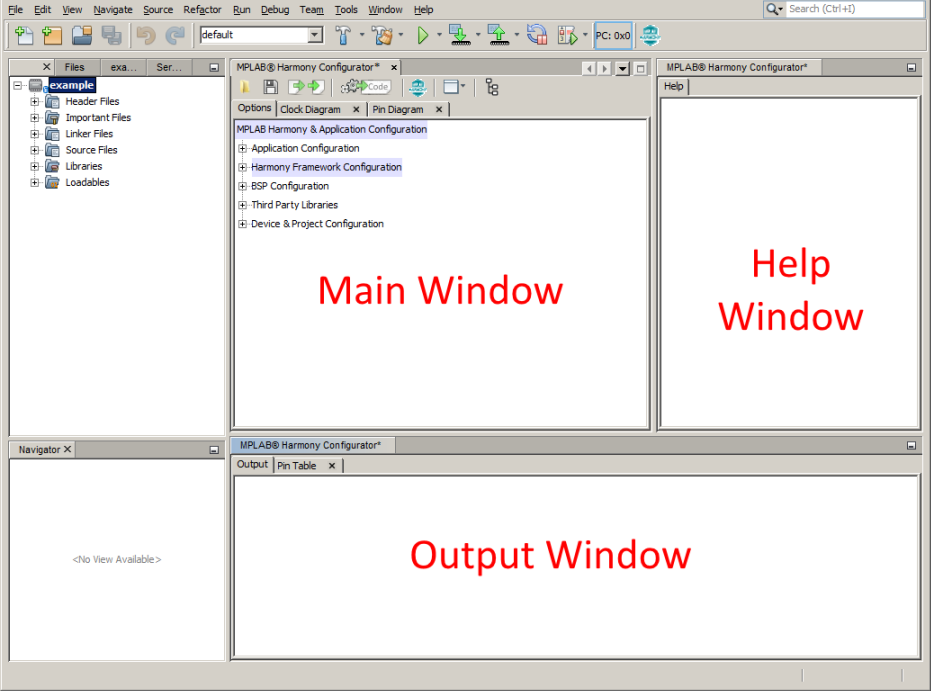 File Edit View Navigate Source Refactor Run Debug Team Tools Window Help
Search (Ctrl+I)
default
PC: 0x0
Files
exa...
Ser...
example
Header Files
Important Files
Linker Files
Source Files
Libraries
Loadables
MPLAB® Harmony Configurator*
Code
Options
Clock Diagram
Pin Diagram
MPLAB Harmony & Application Configuration
Application Configuration
Harmony Framework Configuration
BSP Configuration
Third Party Libraries
Device & Project Configuration
Main Window
MPLAB® Harmony Configurator*
Help
Help
Window
Navigator
<No View Available>
MPLAB® Harmony Configurator*
Output
Pin Table
Output Window